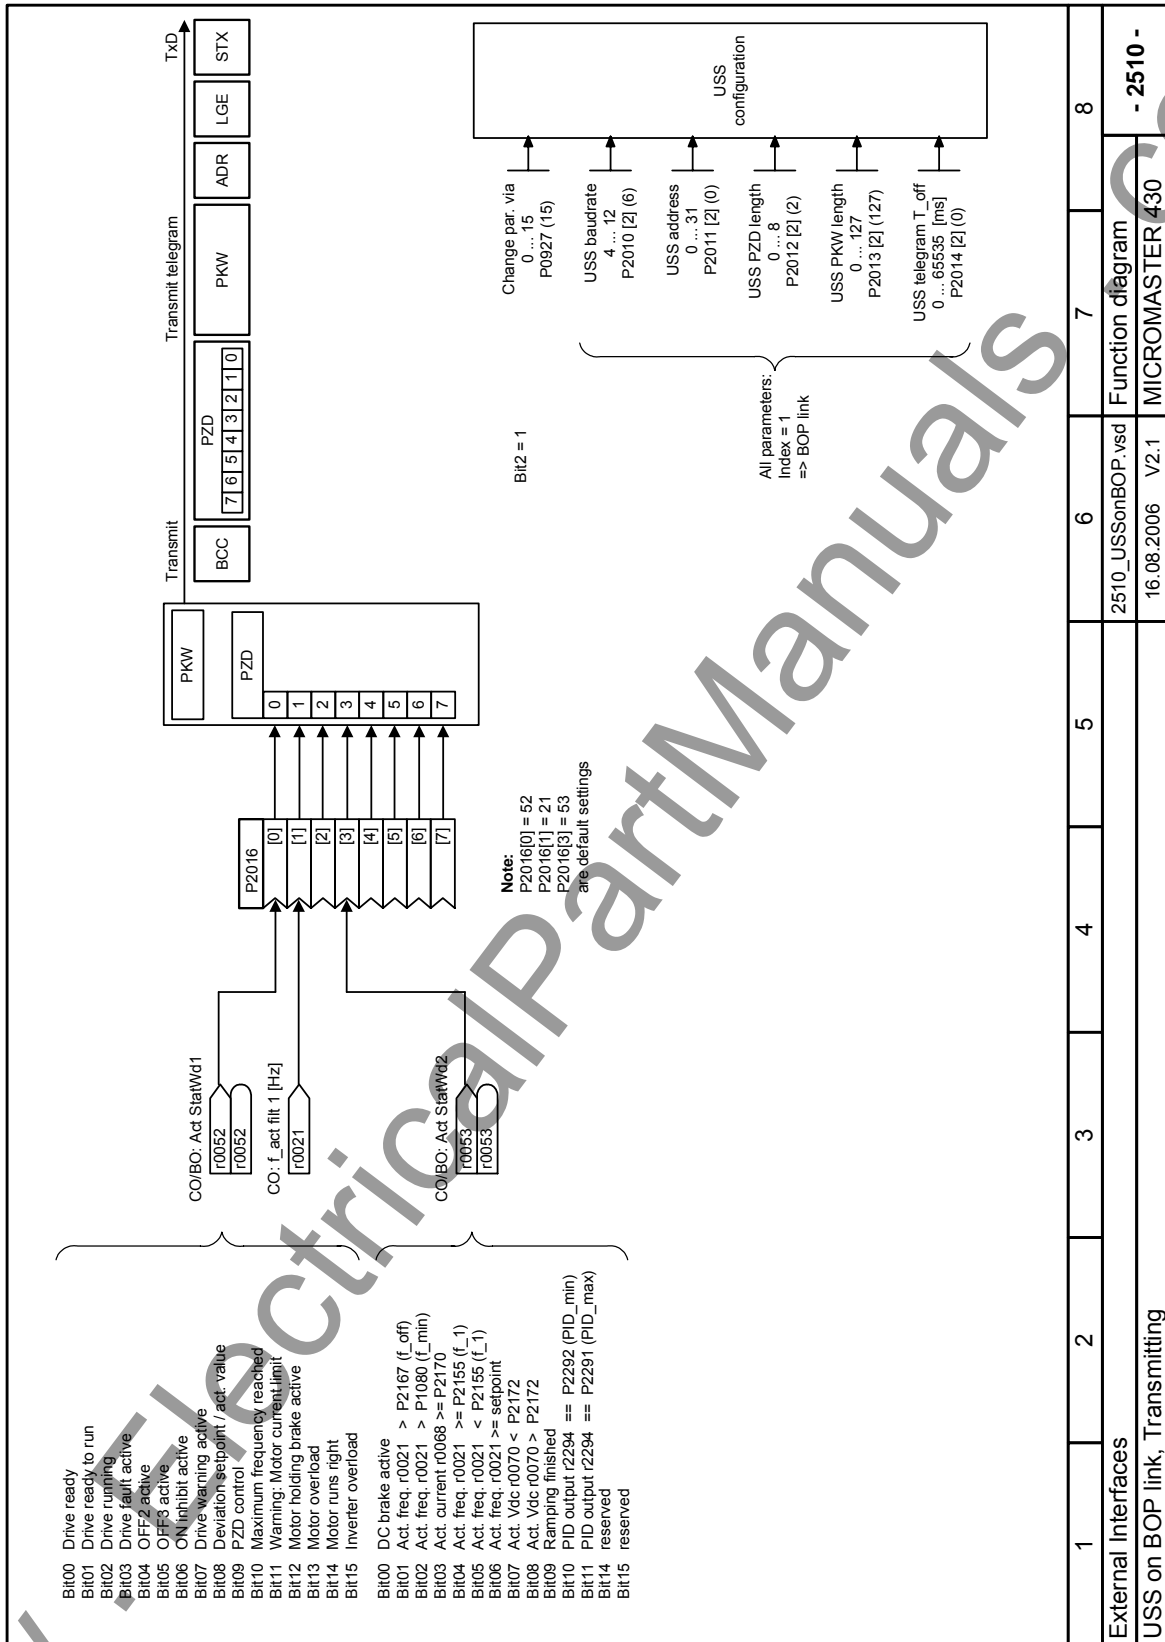 Bit00 Drive ready
Bit01 Drive ready to run
Bit02 Drive running
Bit03 Drive fault active
Bit04 OFF2 active
Bit05 OFF3 active
Bit06 ON inhibit active
Bit07 Drive warning active
Bit08 Deviation setpoint / act. value
Bit09 PZD control
Bit10 Maximum frequency reached
Bit11 Warning: Motor current limit
Bit12 Motor holding brake active
Bit13 Motor overload
Bit14 Motor runs right
Bit15 Inverter overload
Bit00 DC brake active
Bit01 Act. freq. r0021 > P2167 (f_off)
Bit02 Act. freq. r0021 > P1080 (f_min)
Bit03 Act. current r0068 >= P2170
Bit04 Act. freq. r0021 >= P2155 (f_1)
Bit05 Act. freq. r0021 < P2155 (f_1)
Bit06 Act. freq. r0021 >= setpoint
Bit07 Act. Vdc r0070 < P2172
Bit08 Act. Vdc r0070 > P2172
Bit09 Ramping finished
Bit10 PID output r2294 == P2292 (PID_min)
Bit11 PID output r2294 == P2291 (PID_max)
Bit14 reserved
Bit15 reserved
CO/BO: Act StatWd1
r0052
r0052
CO: f_act filt 1 [Hz]
r0021
CO/BO: Act StatWd2
r0053
r0053
P2016
[0]
[1]
[2]
[3]
[4]
[5]
[6]
[7]
Note:
P2016[0] = 52
P2016[1] = 21
P2016[3] = 53
are default settings
PKW
PZD
0
1
2
3
4
5
6
7
Transmit
Transmit telegram
TxD
BCC
PZD
7 6 5 4 3 2 1 0
PKW
ADR
LGE
STX
Bit2 = 1
Change par. via
0 ... 15
P0927 (15)
USS baudrate
4 ... 12
P2010 [2] (6)
USS address
0 ... 31
P2011 [2] (0)
USS PZD length
0 ... 8
P2012 [2] (2)
USS PKW length
0 ... 127
P2013 [2] (127)
USS telegram T_off
0 ... 65535 [ms]
P2014 [2] (0)
All parameters:
Index = 1
=> BOP link
USS
configuration
1 2 3 4 5 6 7 8
External Interfaces
USS on BOP link, Transmitting
2510_USSonBOP.vsd
16.08.2006 V2.1
Function diagram
MICROMASTER 430
- 2510 -
. ElectricalPartManuals . c